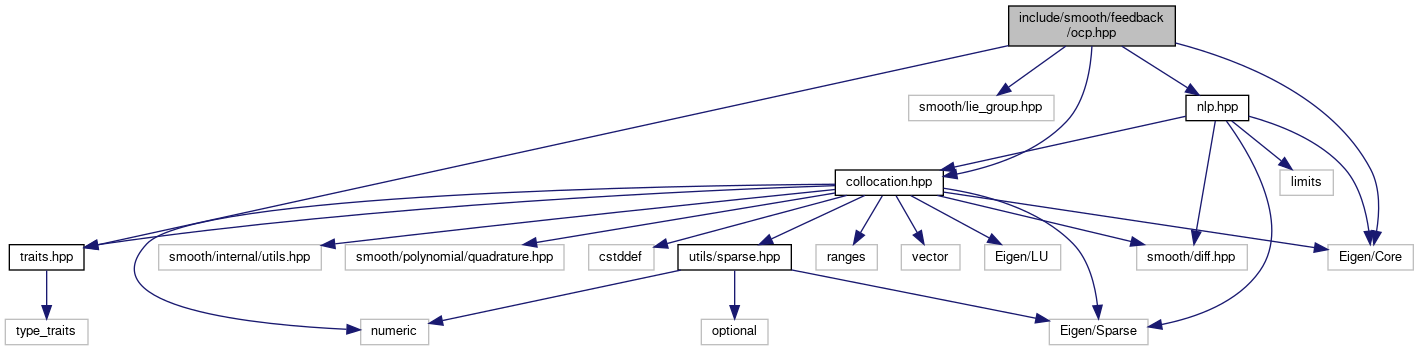 include/smooth/feedback
/ocp.hpp
smooth/lie_group.hpp
nlp.hpp
collocation.hpp
limits
traits.hpp
smooth/internal/utils.hpp
smooth/polynomial/quadrature.hpp
cstddef
utils/sparse.hpp
ranges
vector
Eigen/LU
smooth/diff.hpp
Eigen/Core
type_traits
numeric
optional
Eigen/Sparse